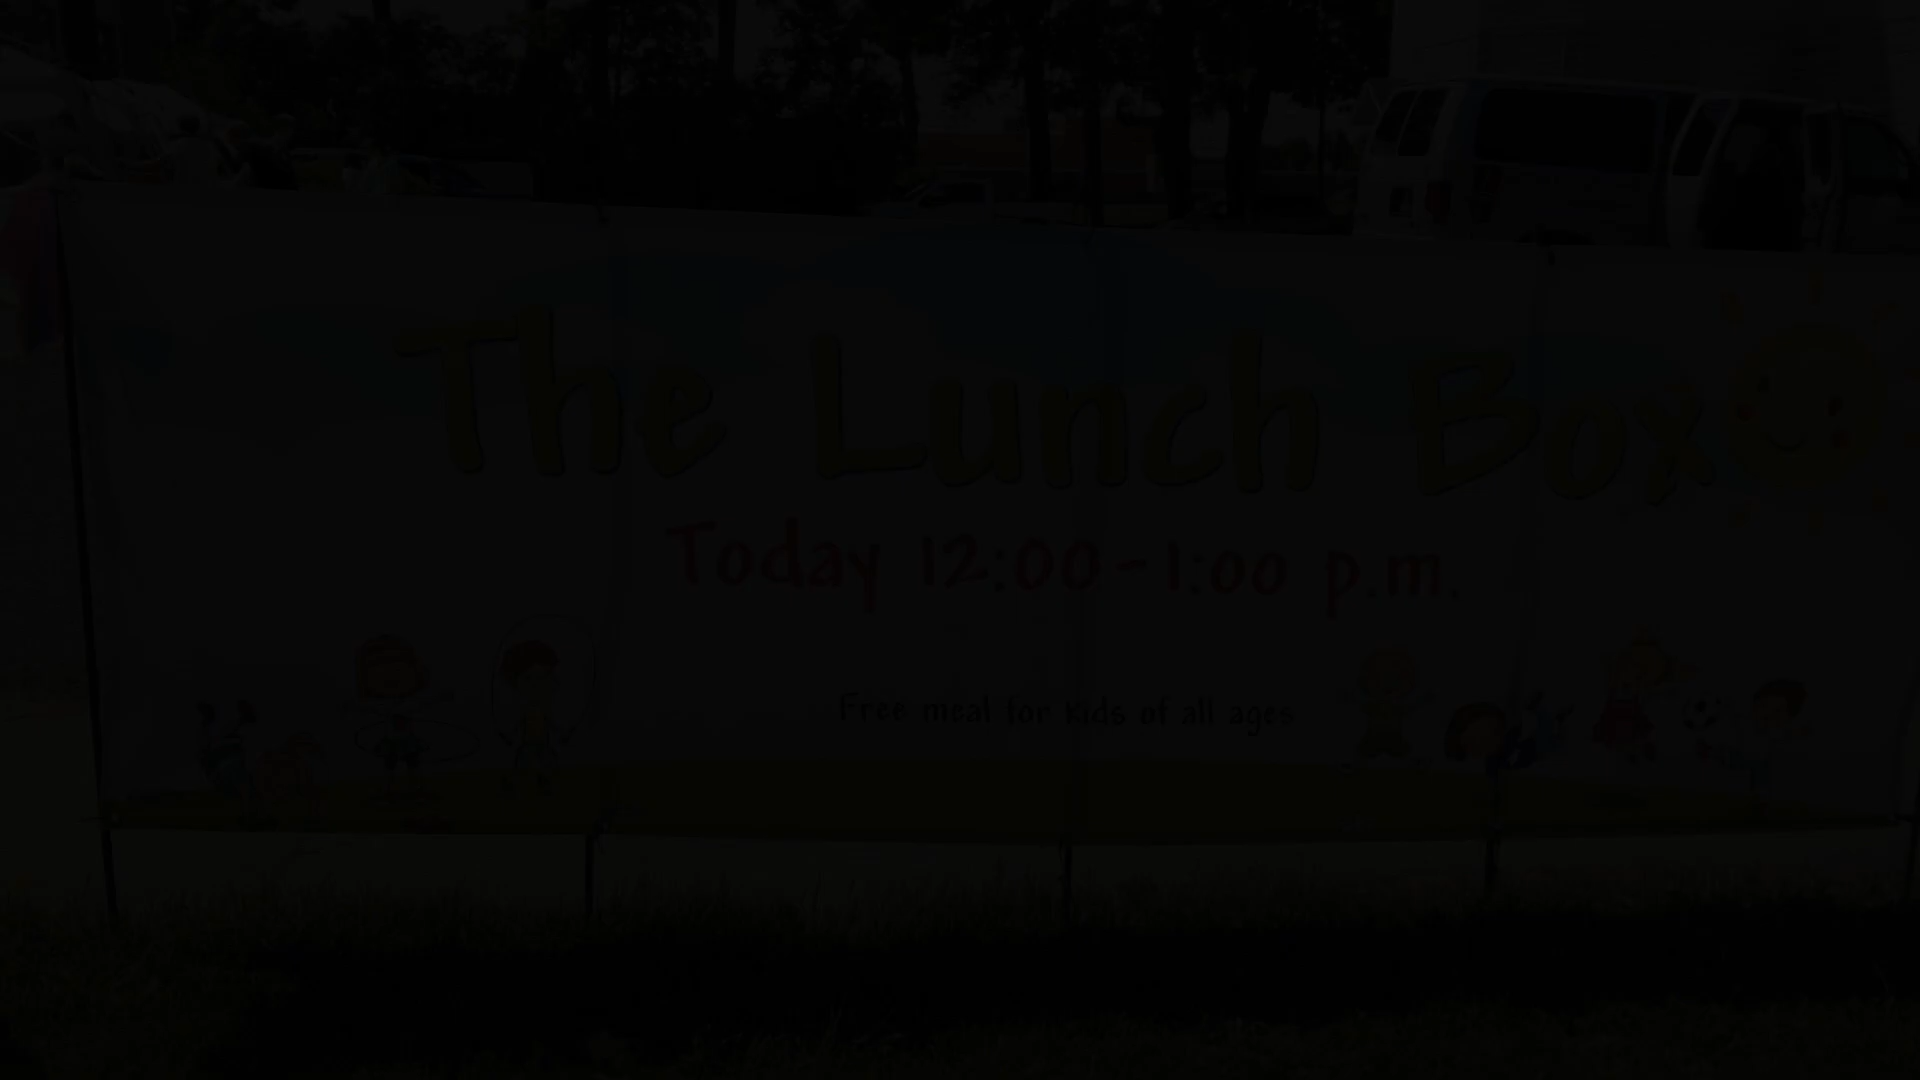 The Lunch Box
Today 12:00-1:00 p.m.
Free meal for kids of all ages